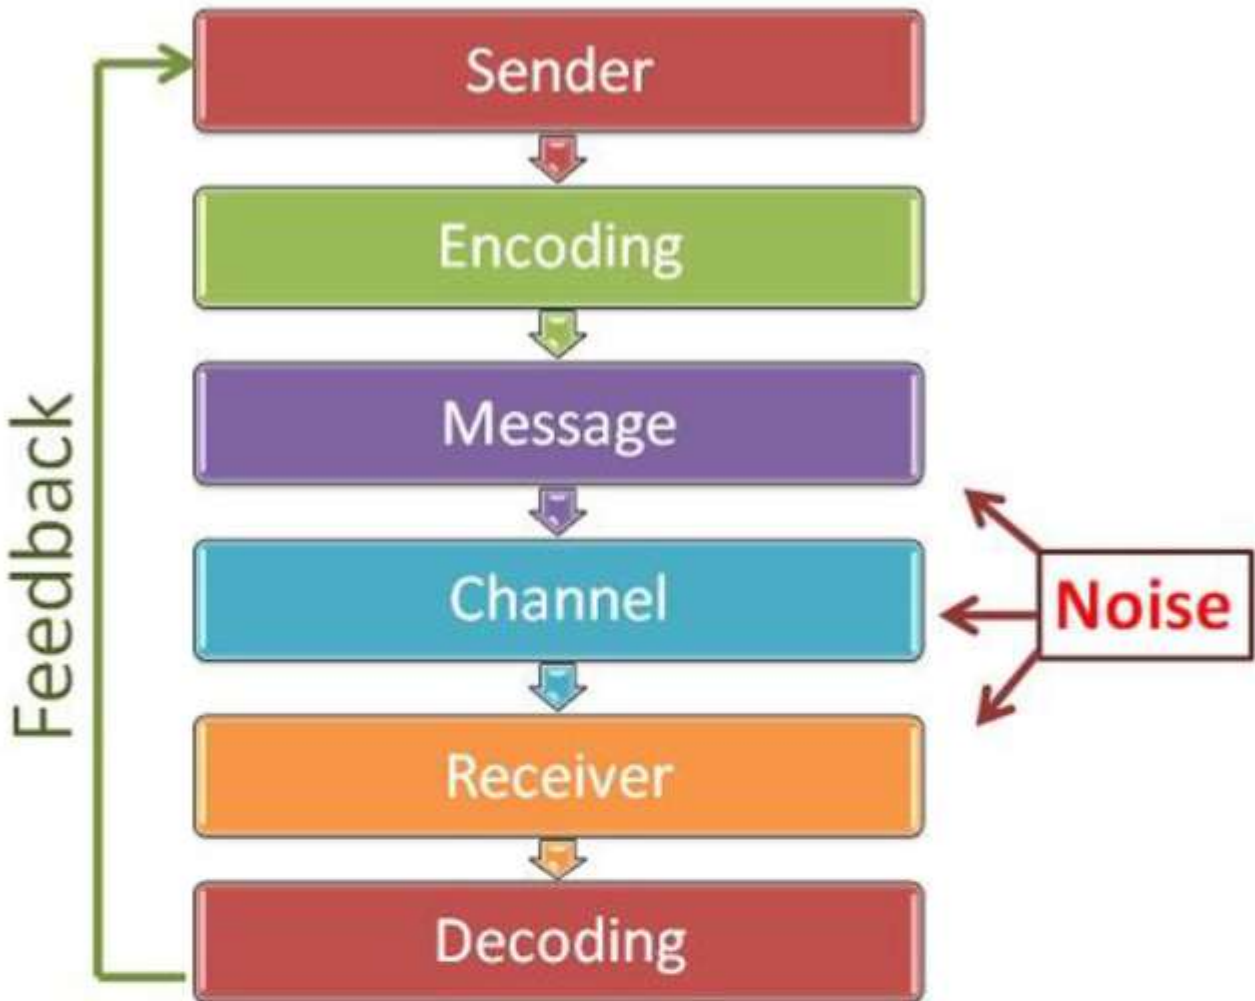 Sender
Encoding
Message
Channel
Receiver
Decoding
Feedback
Noise